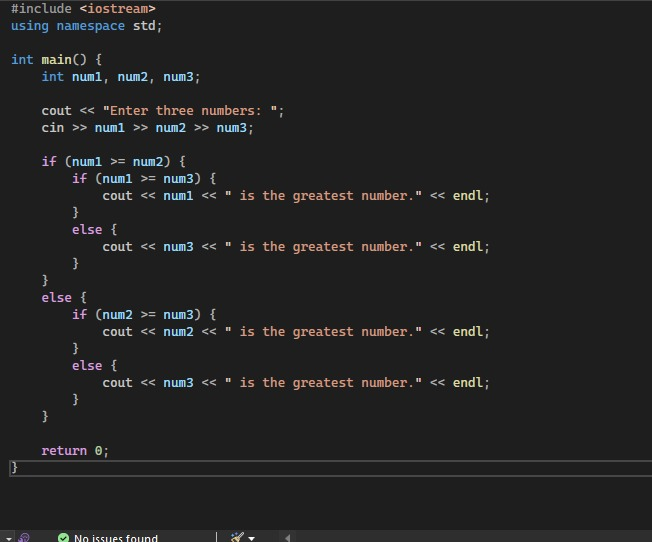 #include <iostream>
using namespace std;

int main() {
    int num1, num2, num3;

    cout << "Enter three numbers: ";
    cin >> num1 >> num2 >> num3;

    if (num1 >= num2) {
        if (num1 >= num3) {
            cout << num1 << " is the greatest number." << endl;
        }
        else {
            cout << num3 << " is the greatest number." << endl;
        }
    }
    else {
        if (num2 >= num3) {
            cout << num2 << " is the greatest number." << endl;
        }
        else {
            cout << num3 << " is the greatest number." << endl;
        }
    }

    return 0;
}
No issues found